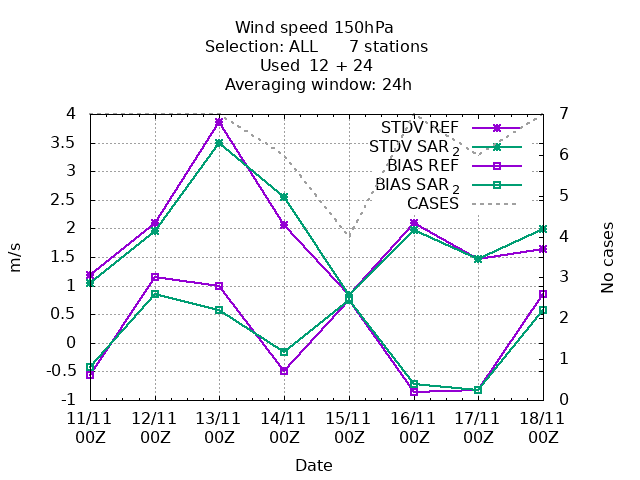 Wind speed 150hPa
Selection: ALL 7 stations
Used 12 + 24
Averaging window: 24h
4
3.5
3
2.5
2
1.5
1
0.5
0
-0.5
-1
m/s
7
6
5
4
3
2
1
0
No cases
STDV REF
STDV SAR 2
BIAS REF
BIAS SAR 2
CASES
11/11 12/11 13/11 14/11 15/11 16/11 17/11 18/11
00Z 00Z 00Z 00Z 00Z 00Z 00Z 00Z
Date